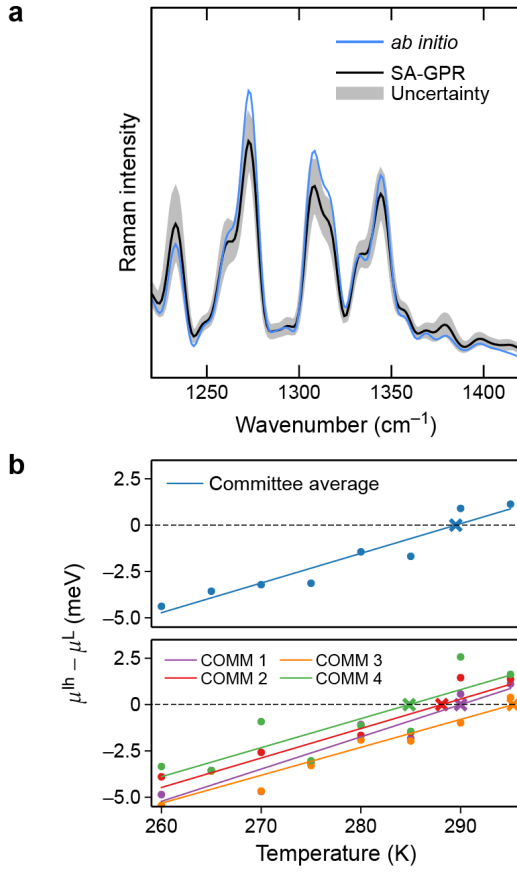 a
ab initio
SA-GPR
Uncertainty
Raman intensity
1250 1300 1350 1400
Wavenumber (cm⁻¹)
b
2.5
0
−2.5
−5.0
Committee average
μᴵʰ − μᴸ (meV)
2.5
0
−2.5
−5.0
COMM 1 COMM 3
COMM 2 COMM 4
260 270 280 290
Temperature (K)